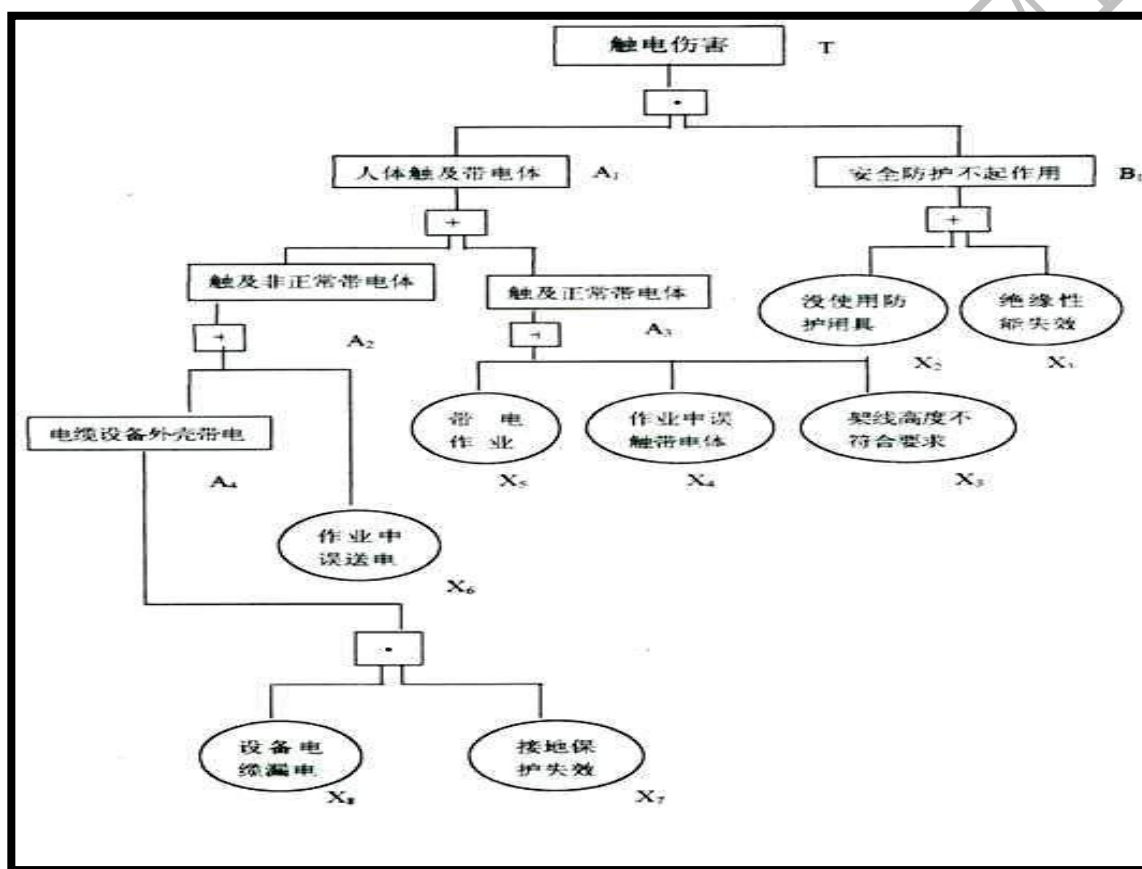 触电伤害 T
·
人体触及带电体 A₁
安全防护不起作用 B₁
+
+
触及非正常带电体
触及正常带电体
没使用防
护用具
绝缘性
能失效
A₂
A₃
X₂
X₁
电缆设备外壳带电
带电
作业
作业中误
触带电体
架线高度不
符合要求
A₄
X₅
X₄
X₃
作业中
误送电
X₆
·
设备电
缆漏电
接地保
护失效
X₈
X₇